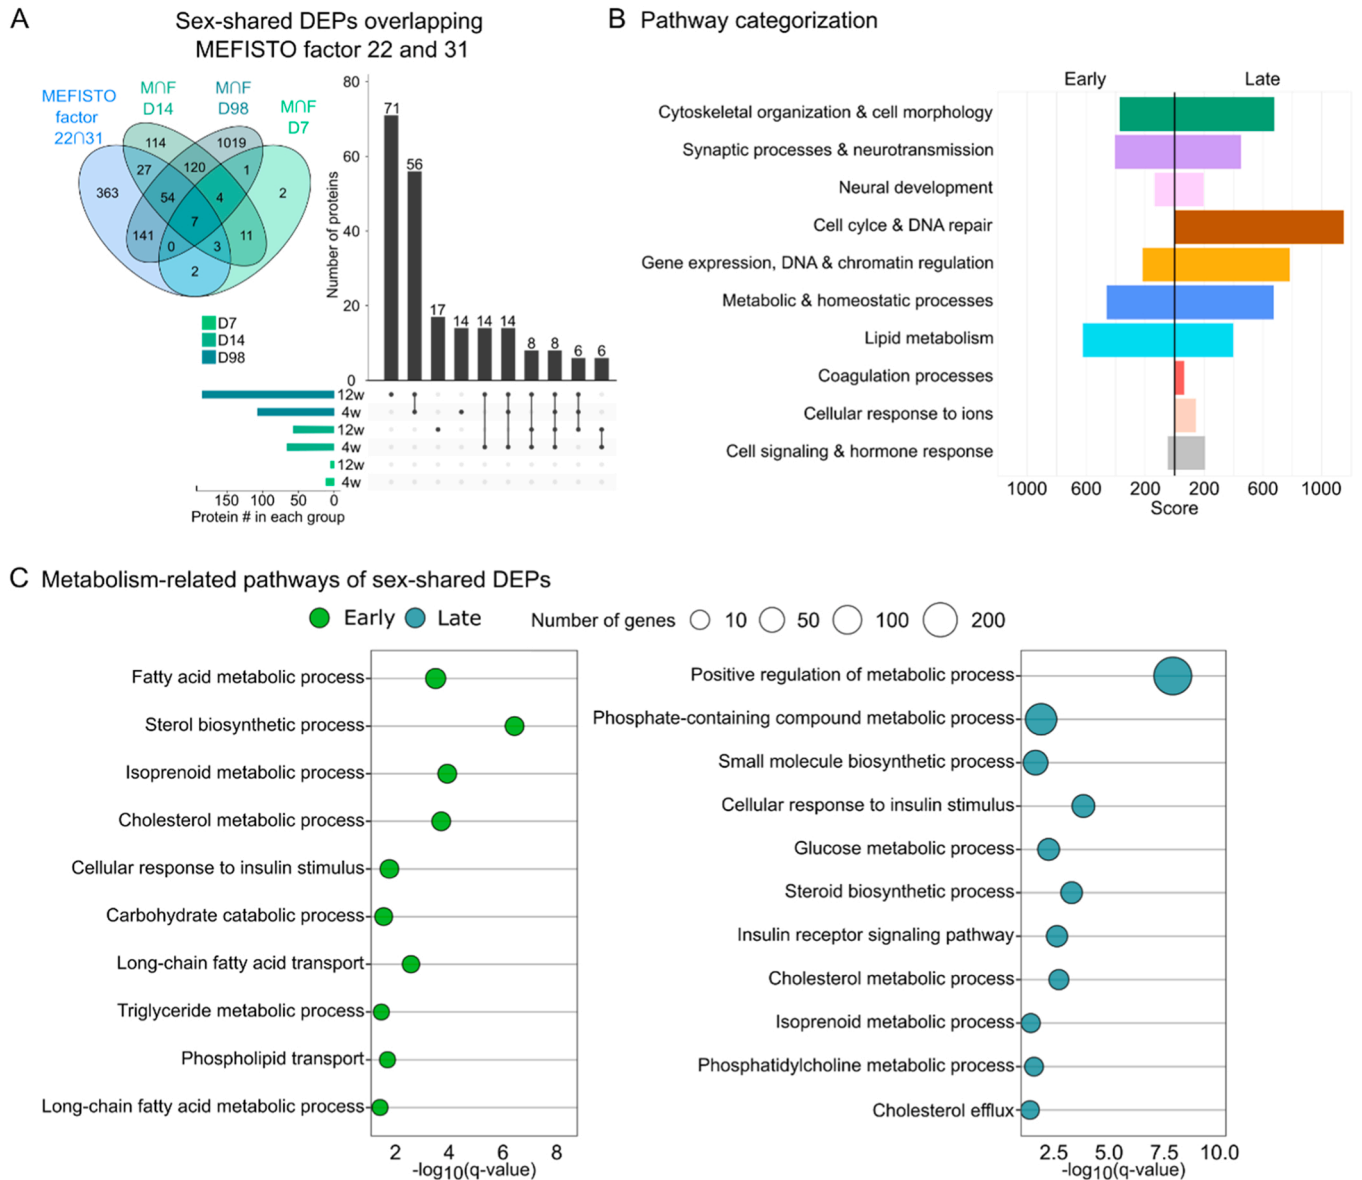 A
Sex-shared DEPs overlapping
MEFISTO factor 22 and 31
MEFISTO
factor
22∩31
M∩F
D14
M∩F
D98
M∩F
D7
114
1019
27
120
1
363
54
4
2
7
141
0
3
11
2
D7
D14
D98
Number of proteins
80
60
40
20
0
71
56
17
14
14
14
8
8
6
6
12w
4w
12w
4w
12w
4w
150
100
50
0
Protein # in each group
B
Pathway categorization
Early
Late
Cytoskeletal organization & cell morphology
Synaptic processes & neurotransmission
Neural development
Cell cylce & DNA repair
Gene expression, DNA & chromatin regulation
Metabolic & homeostatic processes
Lipid metabolism
Coagulation processes
Cellular response to ions
Cell signaling & hormone response
1000
600
200
200
600
1000
Score
C
Metabolism-related pathways of sex-shared DEPs
Early
Late
Number of genes
10
50
100
200
Fatty acid metabolic process
Sterol biosynthetic process
Isoprenoid metabolic process
Cholesterol metabolic process
Cellular response to insulin stimulus
Carbohydrate catabolic process
Long-chain fatty acid transport
Triglyceride metabolic process
Phospholipid transport
Long-chain fatty acid metabolic process
2
4
6
8
-log10(q-value)
Positive regulation of metabolic process
Phosphate-containing compound metabolic process
Small molecule biosynthetic process
Cellular response to insulin stimulus
Glucose metabolic process
Steroid biosynthetic process
Insulin receptor signaling pathway
Cholesterol metabolic process
Isoprenoid metabolic process
Phosphatidylcholine metabolic process
Cholesterol efflux
2.5
5.0
7.5
10.0
-log10(q-value)